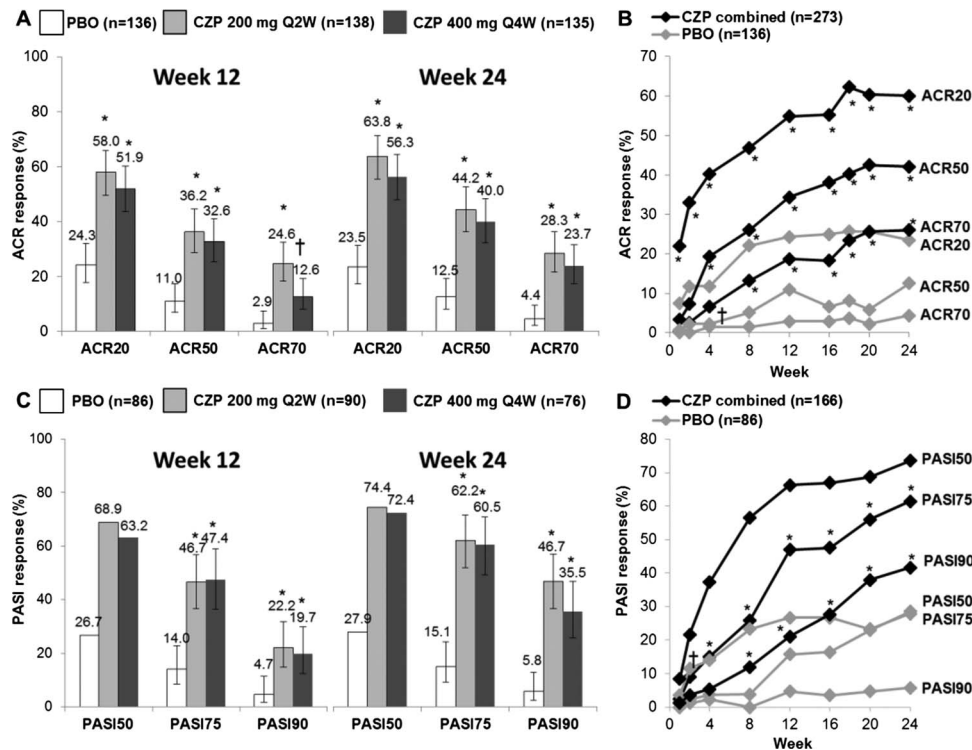 A
PBO (n=136) CZP 200 mg Q2W (n=138) CZP 400 mg Q4W (n=135)
Week 12 Week 24
ACR response (%)
100
80
60
40
20
0
24.3 * 58.0 * 51.9
11.0 * 36.2 * 32.6
2.9 * 24.6 † 12.6
23.5 * 63.8 * 56.3
12.5 * 44.2 * 40.0
4.4 * 28.3 * 23.7
ACR20 ACR50 ACR70 ACR20 ACR50 ACR70
B
CZP combined (n=273)
PBO (n=136)
ACR response (%)
70
60
50
40
30
20
10
0
* * * * * * * *
* * * * * * *
† * * * * * *
ACR20
ACR50
ACR70
ACR20
ACR50
ACR70
0 4 8 12 16 20 24
Week
C
PBO (n=86) CZP 200 mg Q2W (n=90) CZP 400 mg Q4W (n=76)
Week 12 Week 24
PASI response (%)
100
80
60
40
20
0
26.7 68.9 63.2
14.0 * 46.7 * 47.4
4.7 * 22.2 * 19.7
27.9 74.4 72.4
15.1 * 62.2 * 60.5
5.8 * 46.7 * 35.5
PASI50 PASI75 PASI90 PASI50 PASI75 PASI90
D
CZP combined (n=166)
PBO (n=86)
PASI response (%)
80
70
60
50
40
30
20
10
0
† * * * * * *
* * * * *
PASI50
PASI75
PASI90
PASI50
PASI75
PASI90
0 4 8 12 16 20 24
Week